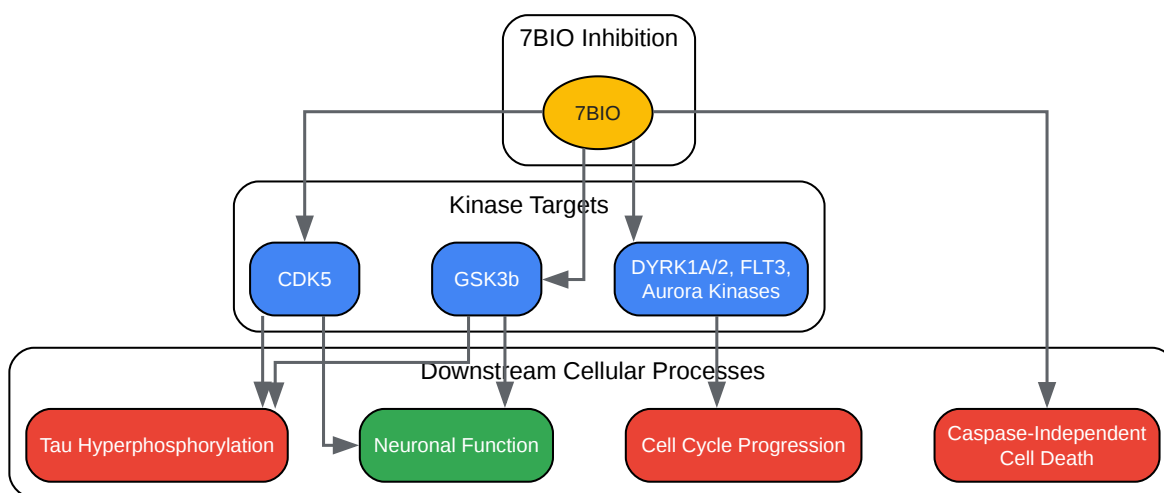 7BIO Inhibition
7BIO
Kinase Targets
CDK5
GSK3b
DYRK1A/2, FLT3,
Aurora Kinases
Downstream Cellular Processes
Tau Hyperphosphorylation
Neuronal Function
Cell Cycle Progression
Caspase-Independent
Cell Death